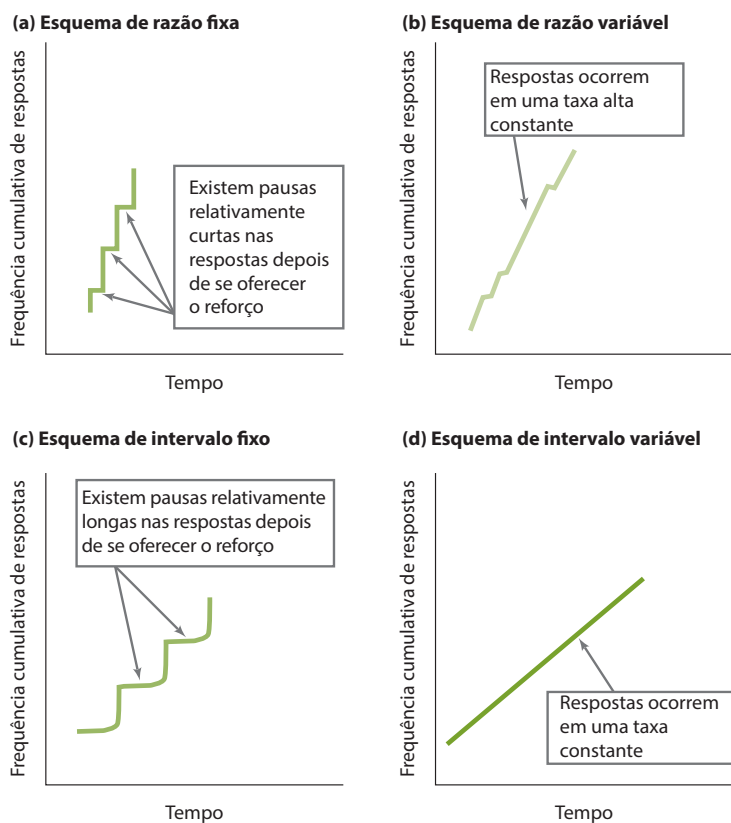 (a) Esquema de razão fixa
Frequência cumulativa de respostas
Existem pausas
relativamente
curtas nas
respostas depois
de se oferecer
o reforço
Tempo
(b) Esquema de razão variável
Frequência cumulativa de respostas
Respostas ocorrem
em uma taxa alta
constante
Tempo
(c) Esquema de intervalo fixo
Frequência cumulativa de respostas
Existem pausas relativamente
longas nas respostas depois
de se oferecer o reforço
Tempo
(d) Esquema de intervalo variável
Frequência cumulativa de respostas
Respostas ocorrem
em uma taxa
constante
Tempo